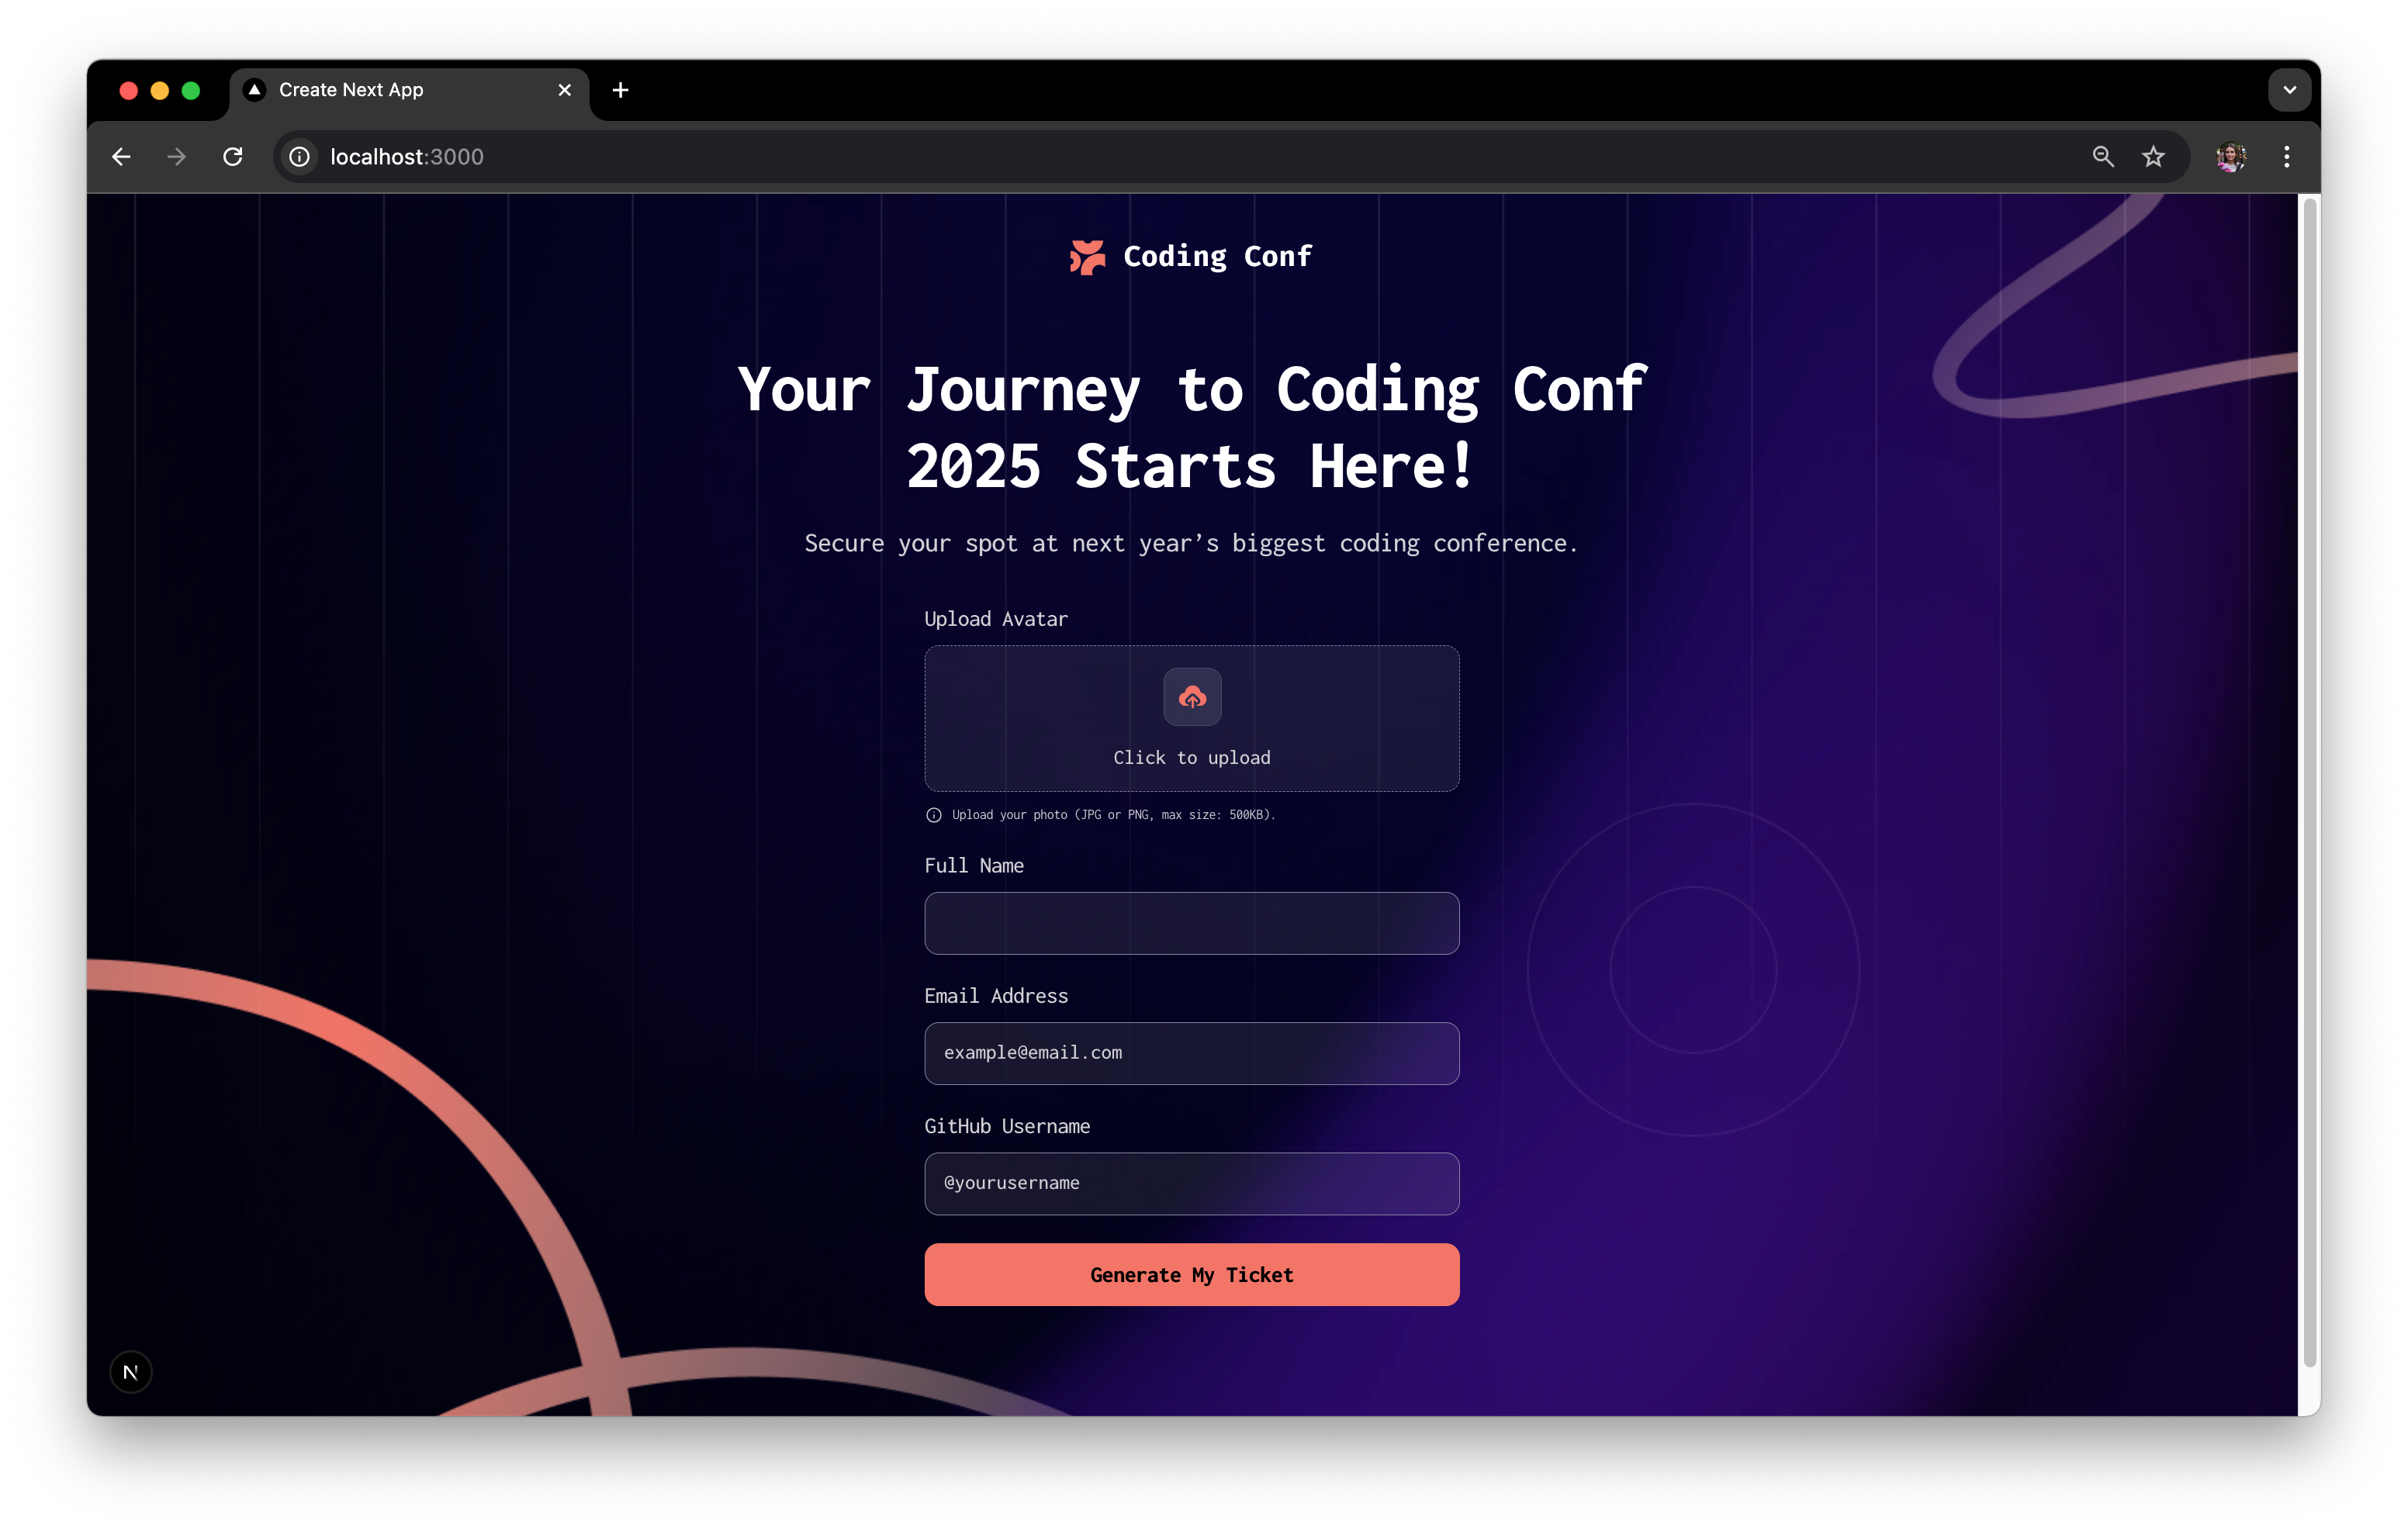 Create Next App
localhost:3000
Coding Conf
Your Journey to Coding Conf
2025 Starts Here!
Secure your spot at next year’s biggest coding conference.
Upload Avatar
Click to upload
Upload your photo (JPG or PNG, max size: 500KB).
Full Name
Email Address
example@email.com
GitHub Username
@yourusername
Generate My Ticket
N